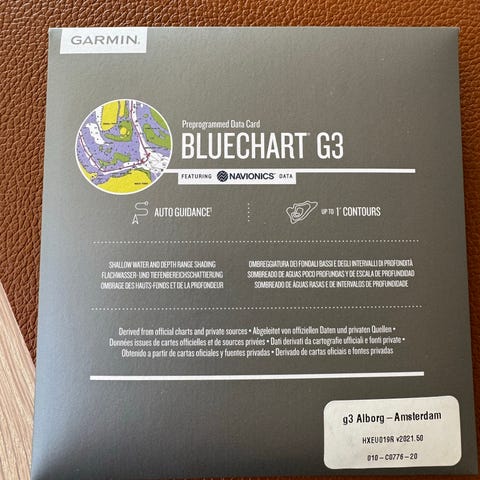 GARMIN.
Preprogrammed Data Card
BLUECHART® G3
FEATURING NAVIONICS® DATA
AUTO GUIDANCE¹
UP TO 1' CONTOURS
SHALLOW WATER AND DEPTH RANGE SHADING
FLACHWASSER- UND TIEFENBEREICHSCHATTIERUNG
OMBRAGE DES HAUTS-FONDS ET DE LA PROFONDEUR
OMBREGGIATURA DEI FONDALI BASSI E DEGLI INTERVALLI DI PROFONDITÀ
SOMBREADO DE AGUAS POCO PROFUNDAS Y DE ESCALA DE PROFUNDIDAD
SOMBREADO DE ÁGUAS RASAS E DE INTERVALOS DE PROFUNDIDADE
Derived from official charts and private sources • Abgeleitet von offiziellen Daten und privaten Quellen •
Données issues de cartes officielles et de sources privées • Dati derivati da cartografie ufficiali e fonti private •
Obtenido a partir de cartas oficiales y fuentes privadas • Derivado de cartas oficiais e fontes privadas
g3 Alborg – Amsterdam
HXEU019R v2021.50
010-C0776-20